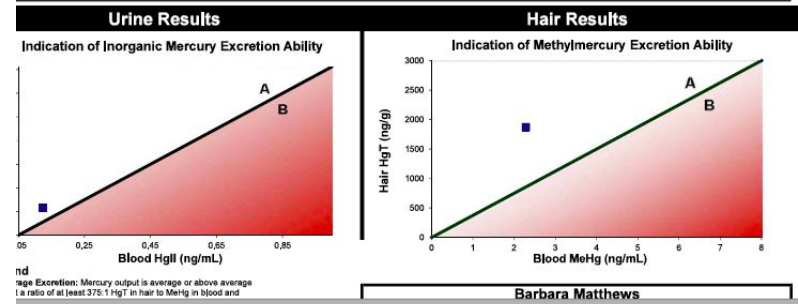 Urine Results
Indication of Inorganic Mercury Excretion Ability
A
B
05 0,25 0,45 0,65 0,85
Blood HgII (ng/mL)
nd
rage Excretion: Mercury output is average or above average
a ratio of at least 375:1 HgT in hair to MeHg in blood and
Hair Results
Indication of Methylmercury Excretion Ability
Hair HgT (ng/g)
3000
2500
2000
1500
1000
500
0
A
B
0 1 2 3 4 5 6 7 8
Blood MeHg (ng/mL)
Barbara Matthews